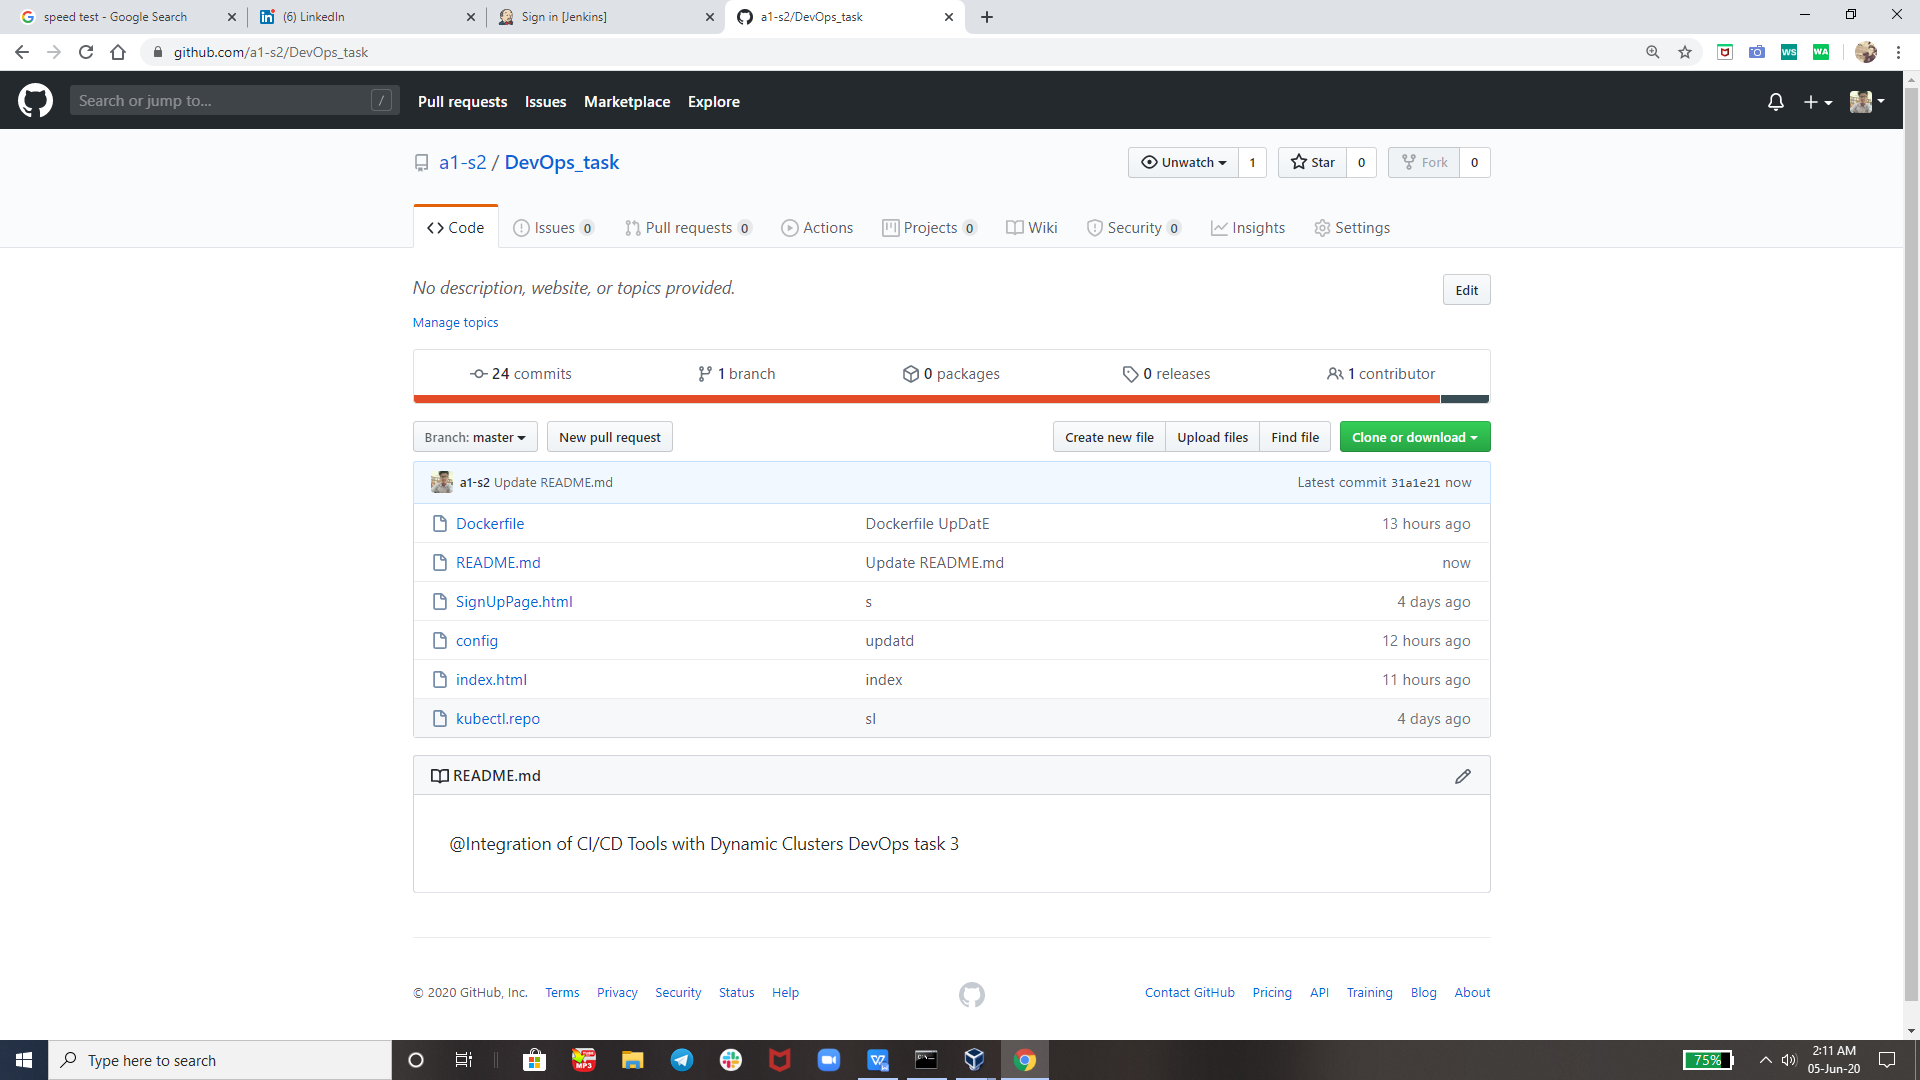 speed test - Google Search
(6) LinkedIn
Sign in [Jenkins]
a1-s2/DevOps_task
github.com/a1-s2/DevOps_task
WS
WA
Search or jump to...
/
Pull requests
Issues
Marketplace
Explore
a1-s2 / DevOps_task
Unwatch 1
Star 0
Fork 0
Code
Issues 0
Pull requests 0
Actions
Projects 0
Wiki
Security 0
Insights
Settings
No description, website, or topics provided.
Edit
Manage topics
24 commits
1 branch
0 packages
0 releases
1 contributor
Branch: master
New pull request
Create new file
Upload files
Find file
Clone or download
a1-s2 Update README.md
Latest commit 31a1e21 now
Dockerfile Dockerfile UpDatE 13 hours ago
README.md Update README.md now
SignUpPage.html s 4 days ago
config updatd 12 hours ago
index.html index 11 hours ago
kubectl.repo sl 4 days ago
README.md
@Integration of CI/CD Tools with Dynamic Clusters DevOps task 3
© 2020 GitHub, Inc.
Terms
Privacy
Security
Status
Help
Contact GitHub
Pricing
API
Training
Blog
About
Type here to search
MP3
75%
2:11 AM
05-Jun-20